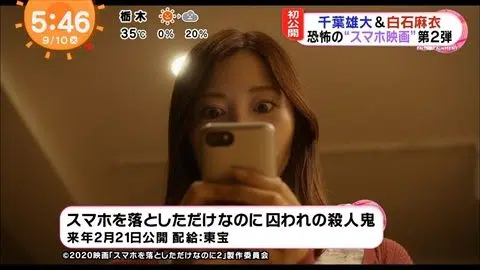 5:46
9/10(火)
栃木
35℃ 0% 20%
初公開
千葉雄大&白石麻衣
恐怖の“スマホ映画"第2弾
スマホを落としただけなのに囚われの殺人鬼
来年2月21日公開 配給:東宝
©2020映画「スマホを落としただけなのに2」製作委員会